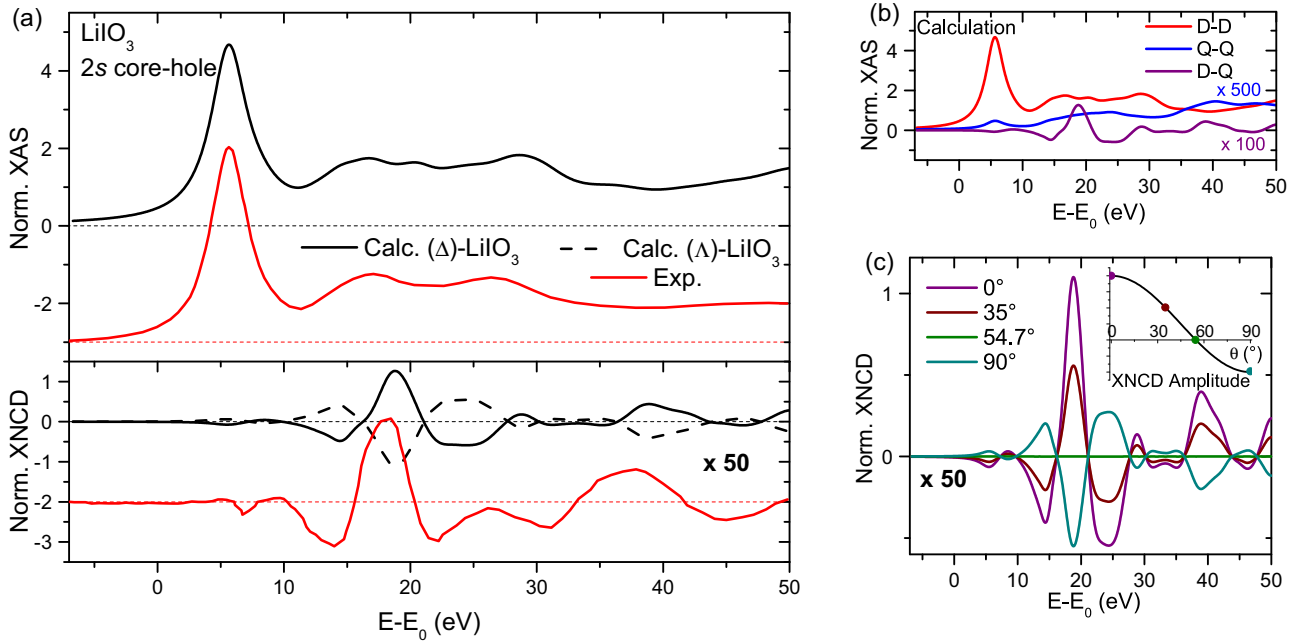 (a)
LiIO3
2s core-hole
Norm. XAS
4
2
0
-2
Calc. (Δ)-LiIO3
Calc. (Λ)-LiIO3
Exp.
Norm. XNCD
1
0
-1
-2
-3
x 50
0 10 20 30 40 50
E-E0 (eV)
(b)
Calculation
Norm. XAS
4
2
0
D-D
Q-Q
D-Q
x 500
x 100
0 10 20 30 40 50
E-E0 (eV)
(c)
Norm. XNCD
1
0
0°
35°
54.7°
90°
0 30 60 90
θ (°)
XNCD Amplitude
x 50
0 10 20 30 40 50
E-E0 (eV)